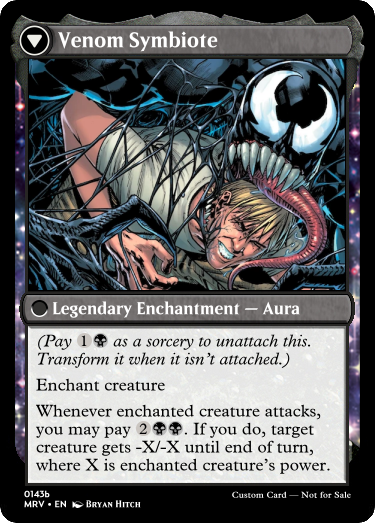 Venom Symbiote
Legendary Enchantment — Aura
(Pay 1 as a sorcery to unattach this.
Transform it when it isn't attached.)
Enchant creature
Whenever enchanted creature attacks,
you may pay 2. If you do, target
creature gets -X/-X until end of turn,
where X is enchanted creature's power.
0143b
MRV • EN Bryan Hitch
Custom Card — Not for Sale